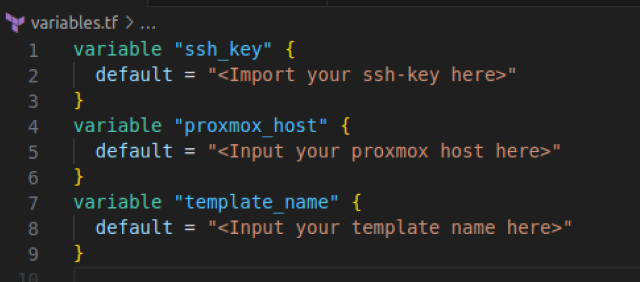 variables.tf > ...
1 variable "ssh_key" {
2 default = "<Import your ssh-key here>"
3 }
4 variable "proxmox_host" {
5 default = "<Input your proxmox host here>"
6 }
7 variable "template_name" {
8 default = "<Input your template name here>"
9 }
10